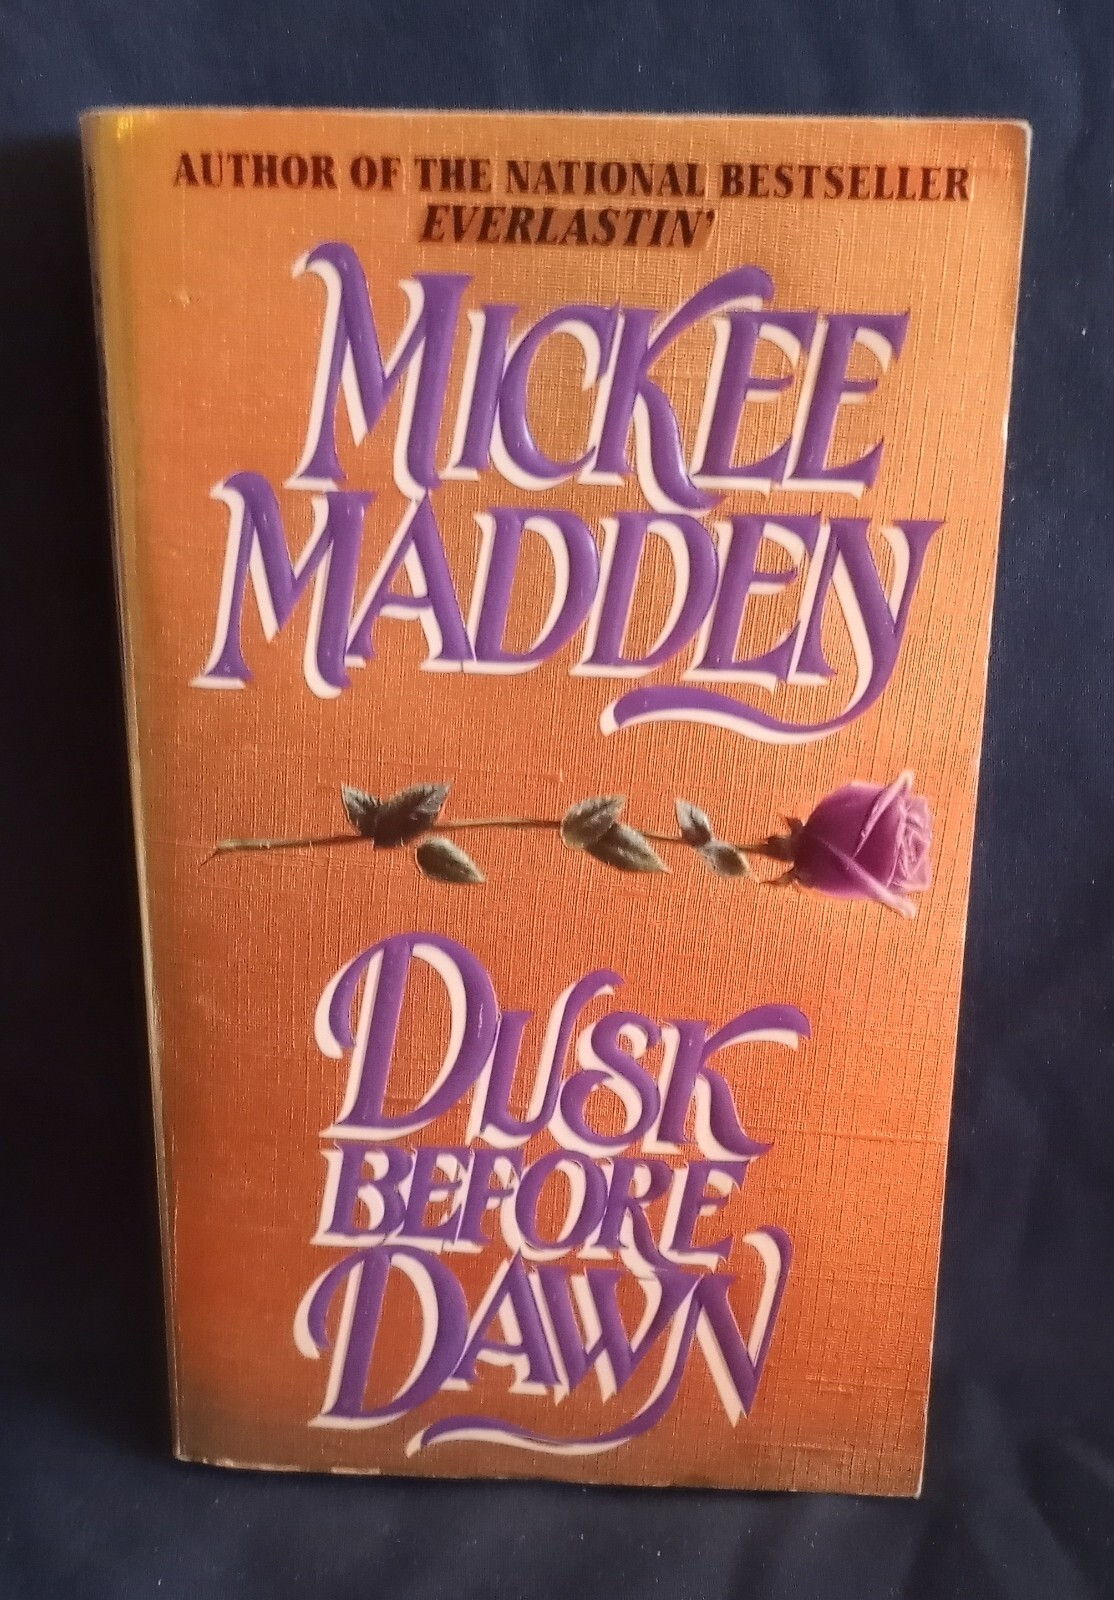 AUTHOR OF THE NATIONAL BESTSELLER
EVERLASTIN'
MICKEE
MADDEN
DUSK
BEFORE
DAWN